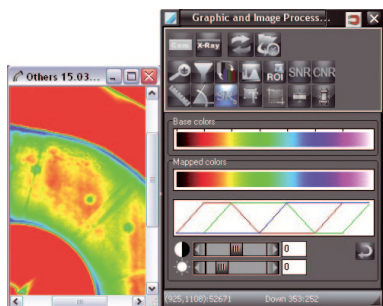 Others 15.03...
Graphic and Image Process...
X-Ray
ROI SNR CNR
Base colors
Mapped colors
0
0
(925,1108):52671 Down 353:252